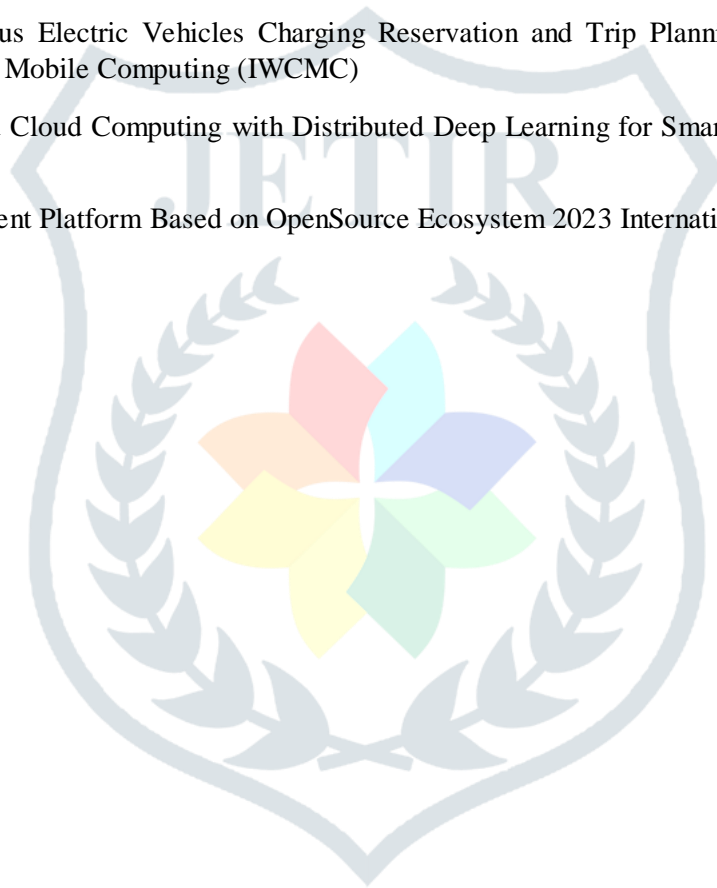 us Electric Vehicles Charging Reservation and Trip Plann
Mobile Computing (IWCMC)
Cloud Computing with Distributed Deep Learning for Smar
JETIR
ent Platform Based on OpenSource Ecosystem 2023 Internati